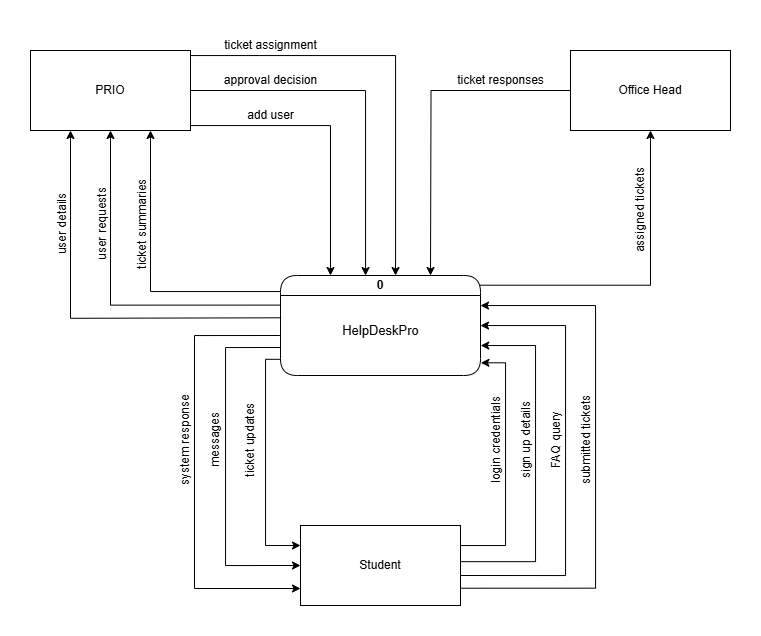 ticket assignment
PRIO
approval decision
ticket responses
Office Head
add user
user details
user requests
ticket summaries
assigned tickets
0
HelpDeskPro
system response
messages
ticket updates
login credentials
sign up details
FAQ query
submitted tickets
Student